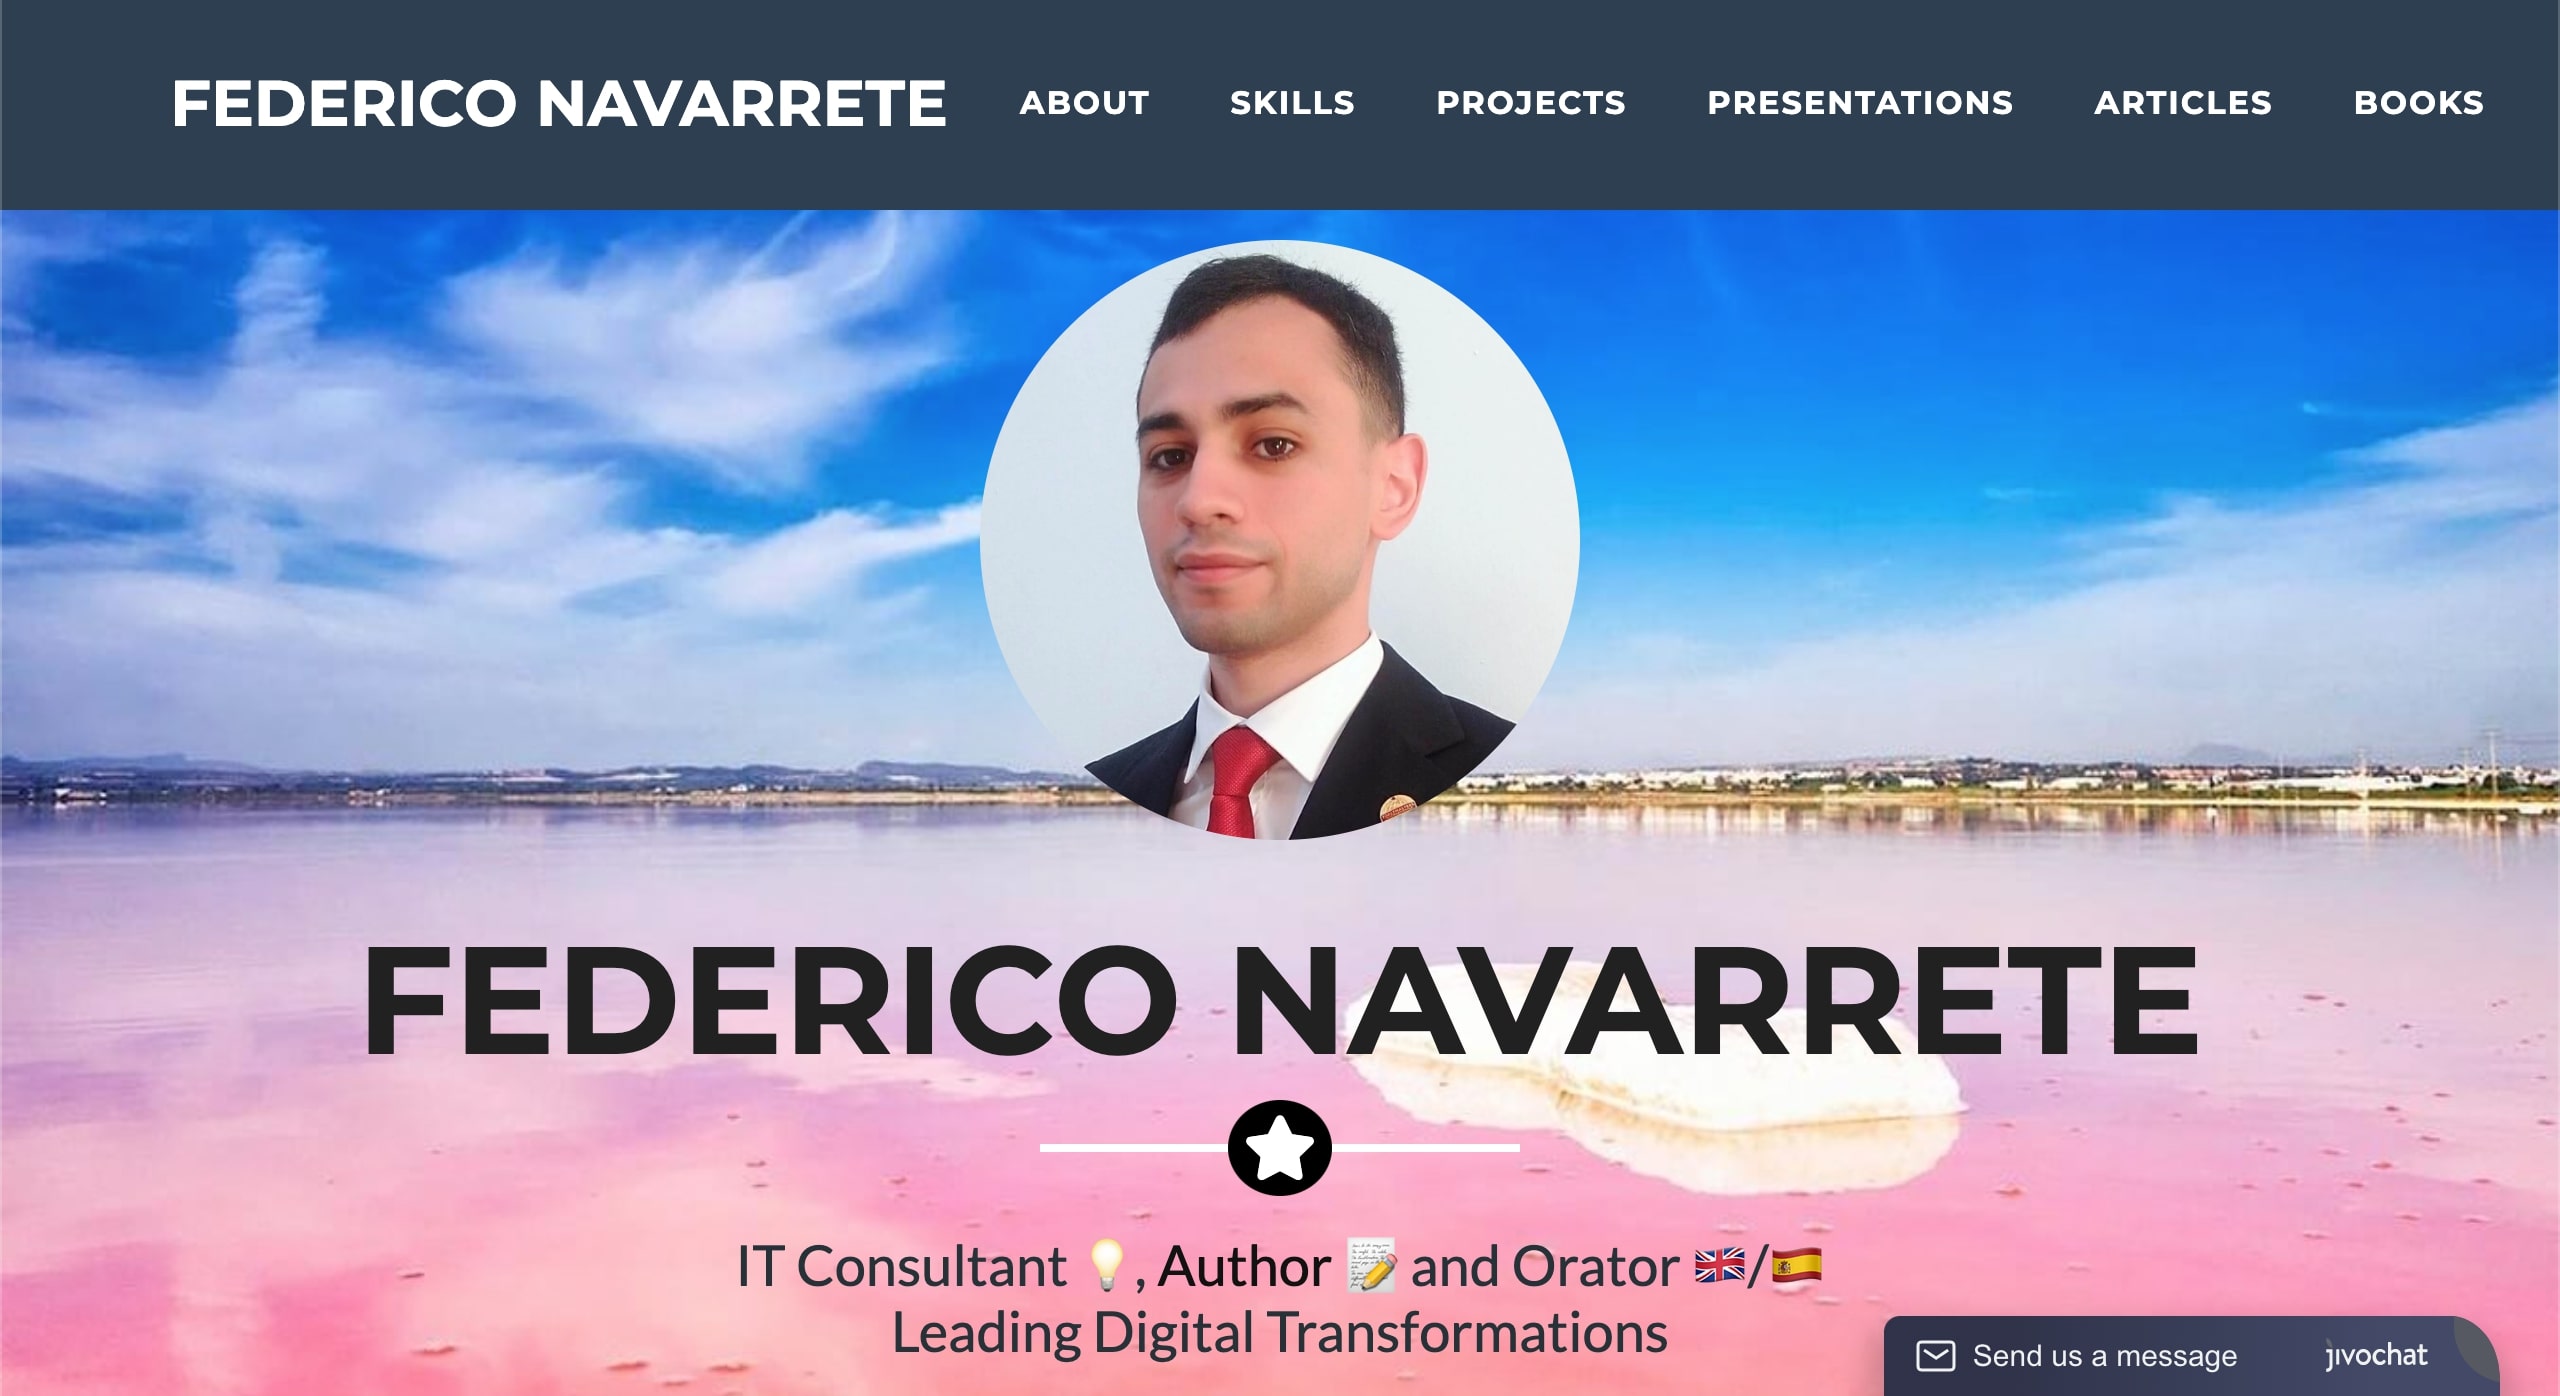 FEDERICO NAVARRETE ABOUT SKILLS PROJECTS PRESENTATIONS ARTICLES BOOKS
FEDERICO NAVARRETE
IT Consultant 💡, Author 📝 and Orator 🇬🇧/🇪🇸
Leading Digital Transformations
Send us a message jivochat